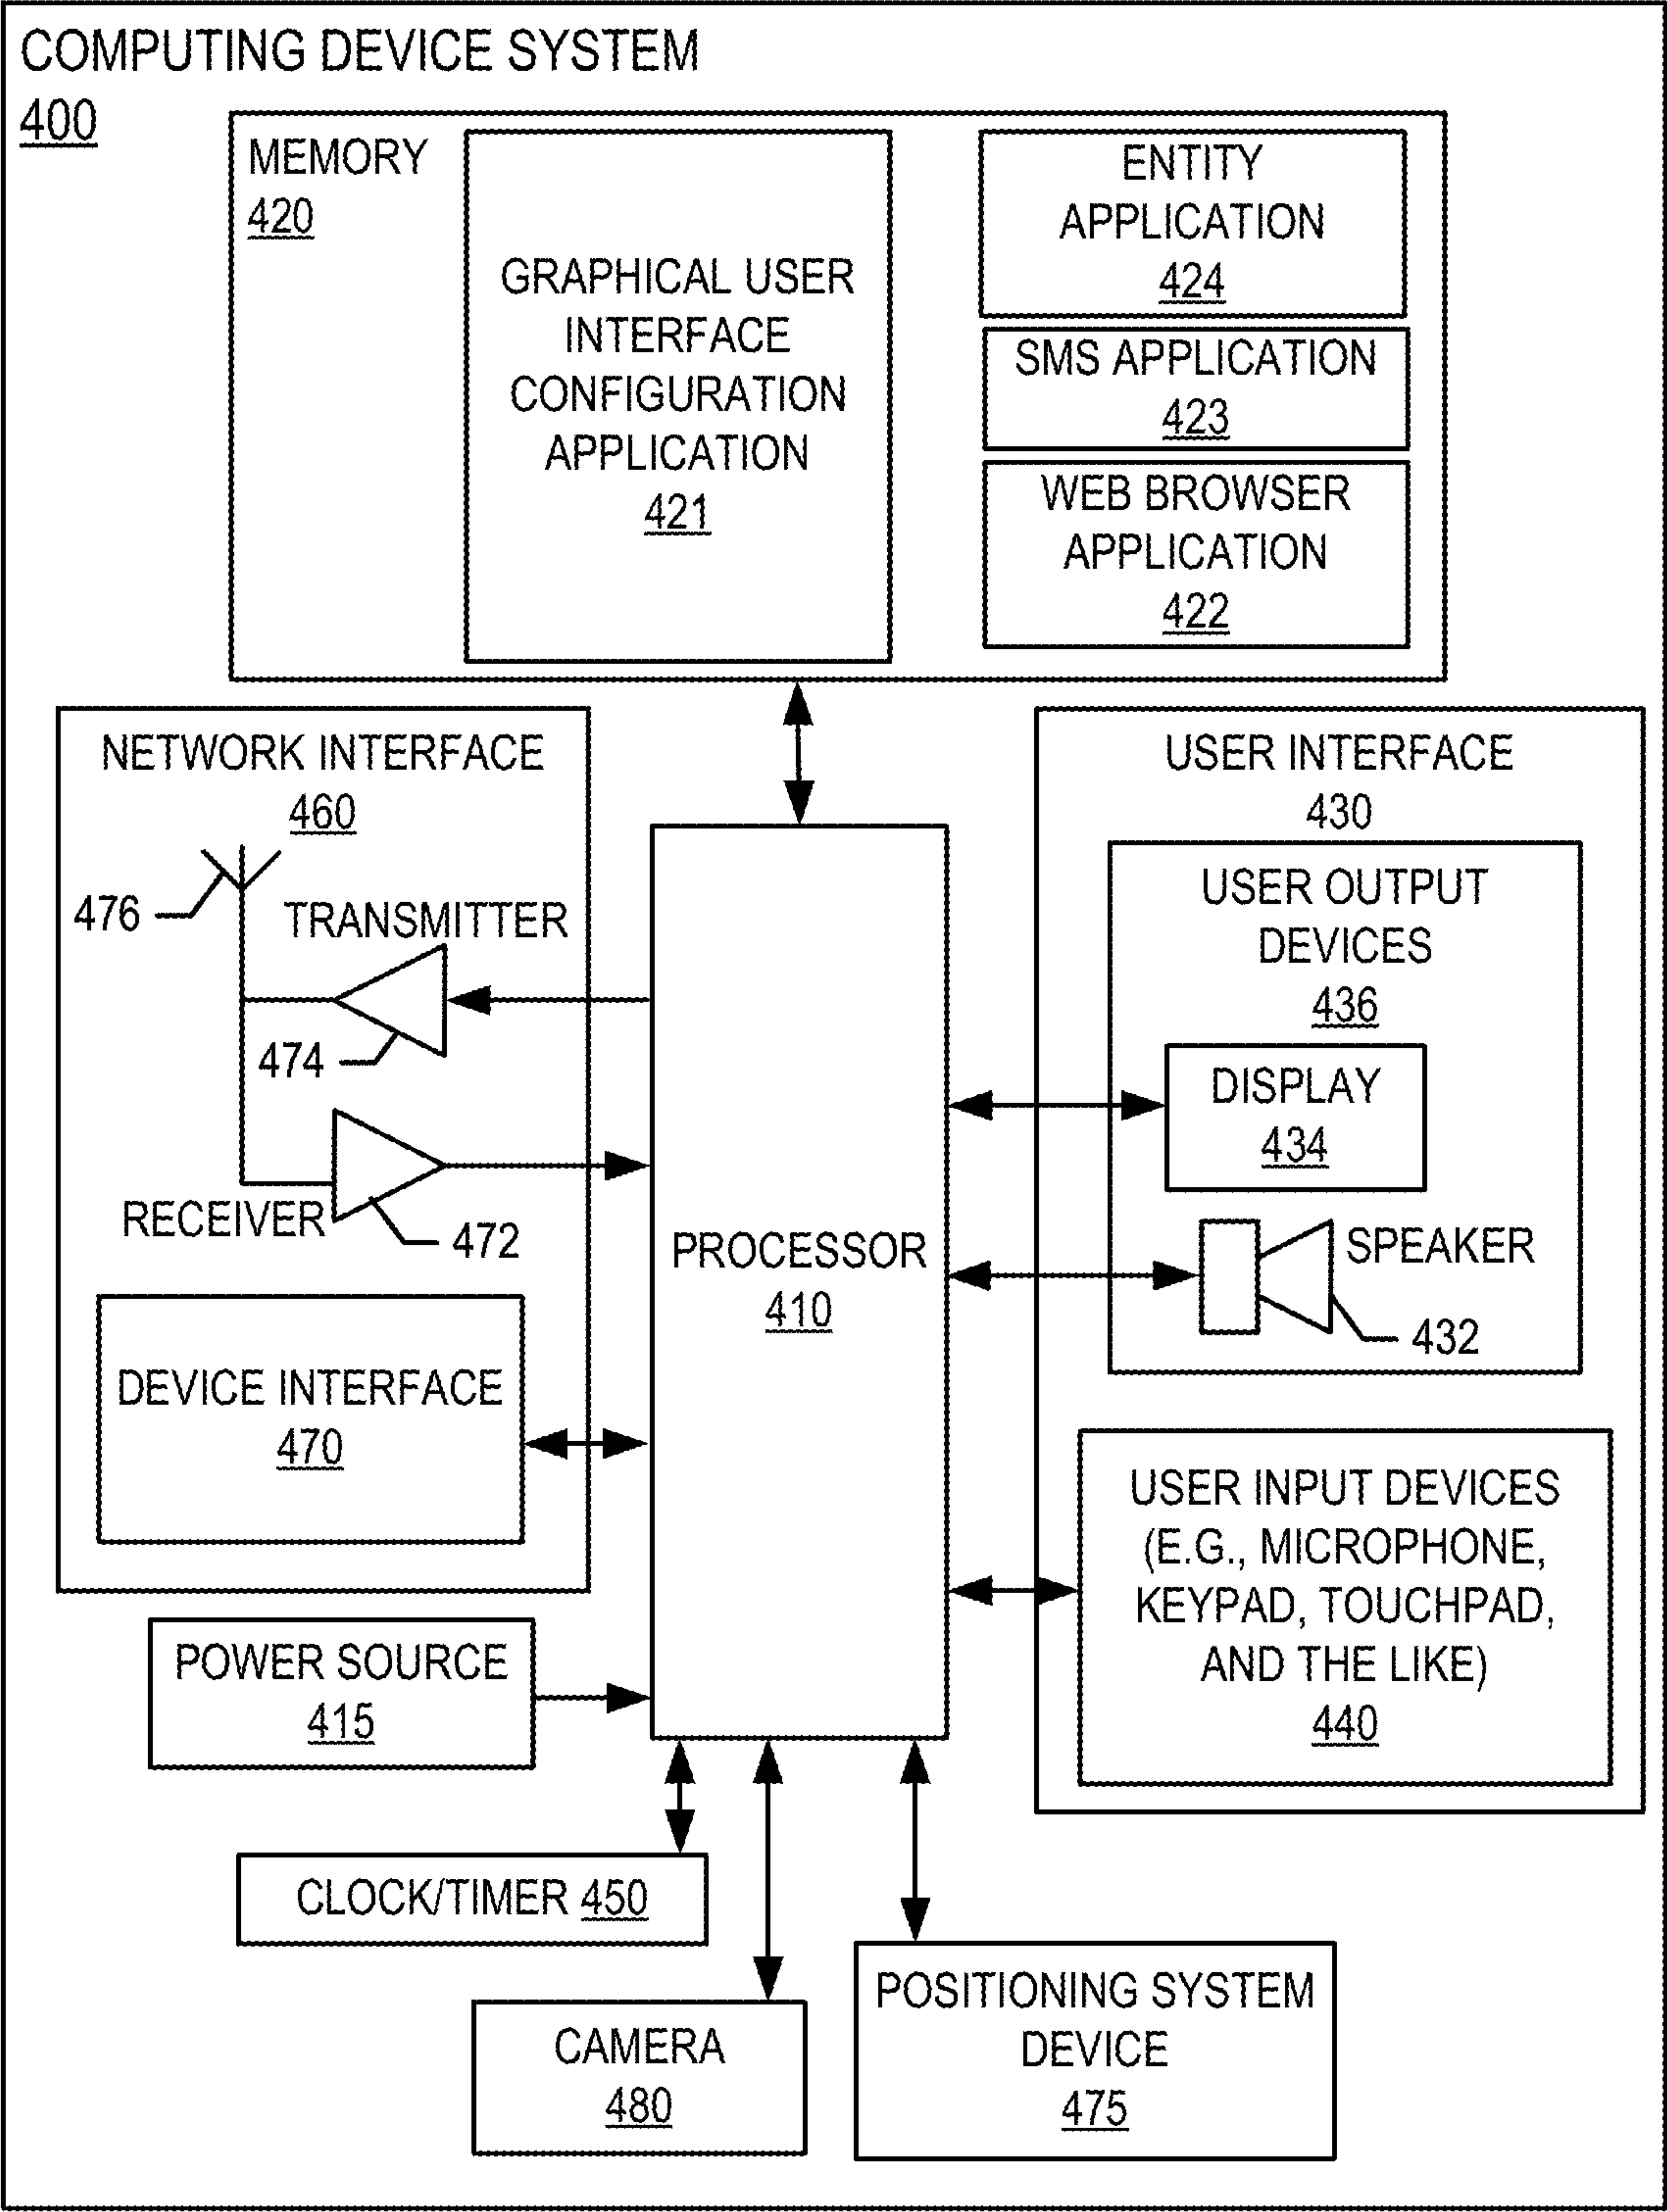 COMPUTING DEVICE SYSTEM
400
MEMORY
420
GRAPHICAL USER
INTERFACE
CONFIGURATION
APPLICATION
421
ENTITY
APPLICATION
424
SMS APPLICATION
423
WEB BROWSER
APPLICATION
422
NETWORK INTERFACE
460
476
TRANSMITTER
474
RECEIVER
472
DEVICE INTERFACE
470
PROCESSOR
410
USER INTERFACE
430
USER OUTPUT
DEVICES
436
DISPLAY
434
SPEAKER
432
USER INPUT DEVICES
(E.G., MICROPHONE,
KEYPAD, TOUCHPAD,
AND THE LIKE)
440
POWER SOURCE
415
CLOCK/TIMER 450
CAMERA
480
POSITIONING SYSTEM
DEVICE
475